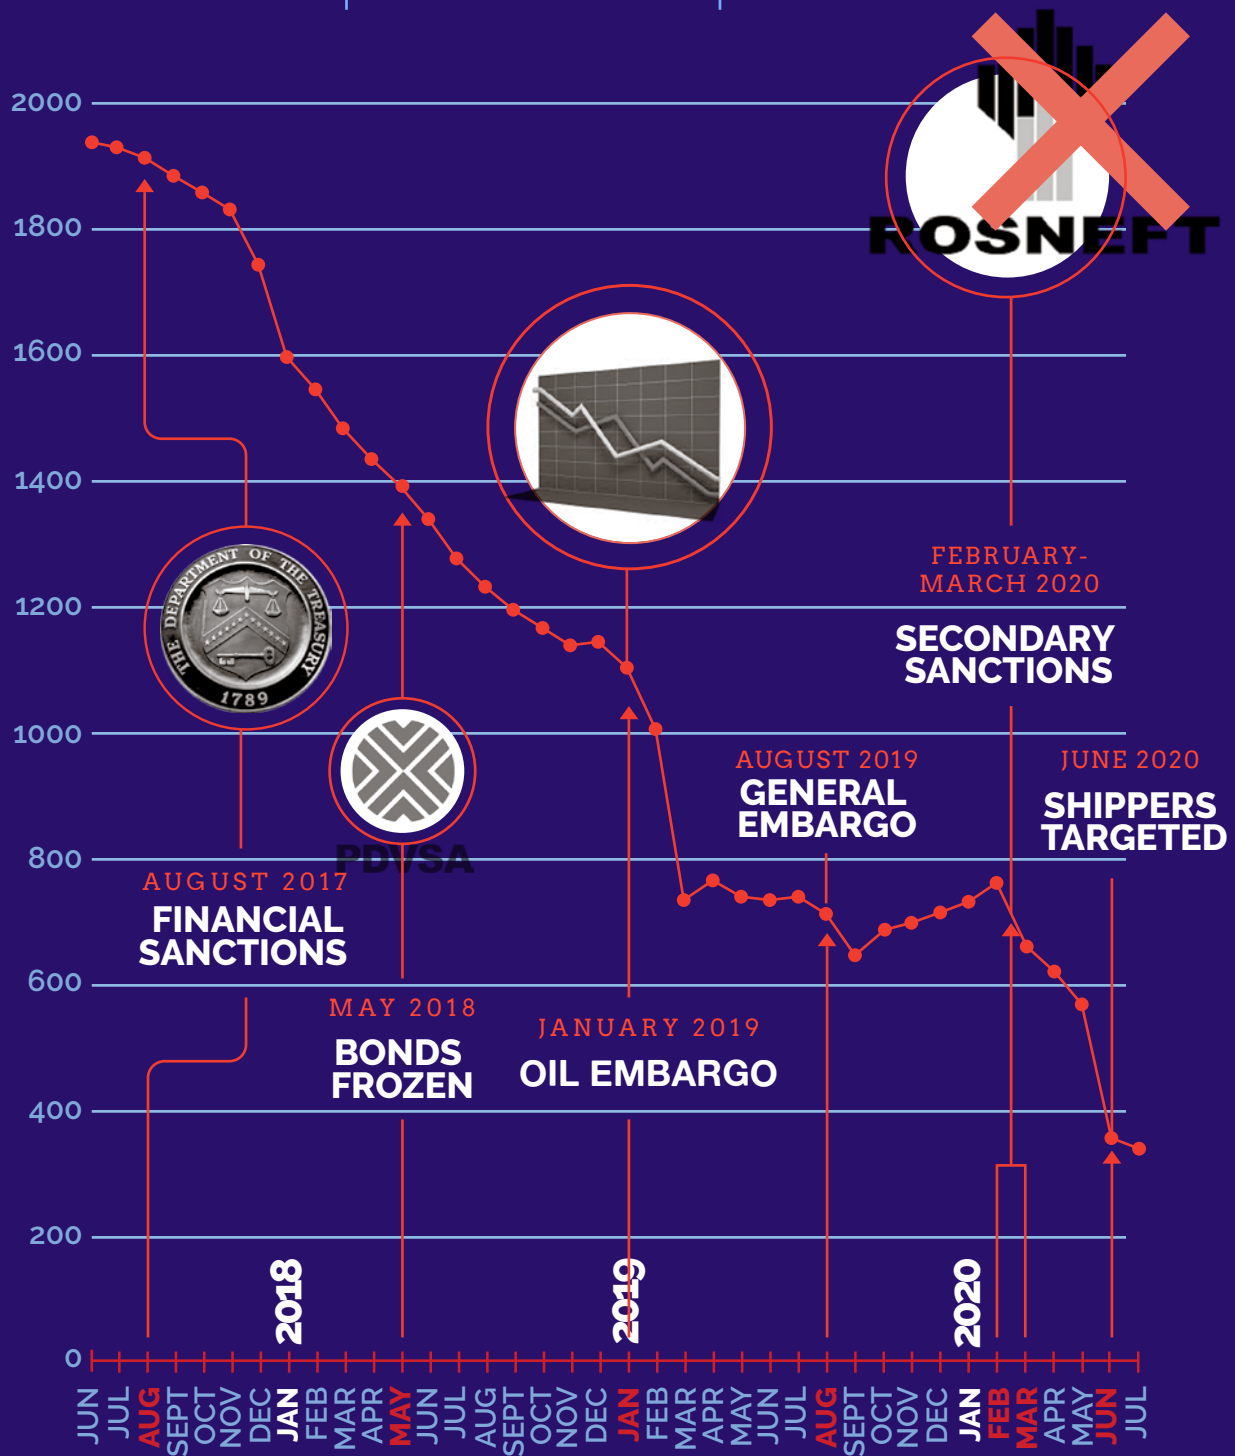 2000
1800
1600
1400
1200
1000
800
600
400
200
0
ROSNEFT
THE DEPARTMENT OF THE TREASURY
1789
PDVSA
AUGUST 2017
FINANCIAL
SANCTIONS
MAY 2018
BONDS
FROZEN
JANUARY 2019
OIL EMBARGO
AUGUST 2019
GENERAL
EMBARGO
FEBRUARY-
MARCH 2020
SECONDARY
SANCTIONS
JUNE 2020
SHIPPERS
TARGETED
2018
2019
2020
JUN
JUL
AUG
SEPT
OCT
NOV
DEC
JAN
FEB
MAR
APR
MAY
JUN
JUL
AUG
SEPT
OCT
NOV
DEC
JAN
FEB
MAR
APR
MAY
JUN
JUL
AUG
SEPT
OCT
NOV
DEC
JAN
FEB
MAR
APR
MAY
JUN
JUL